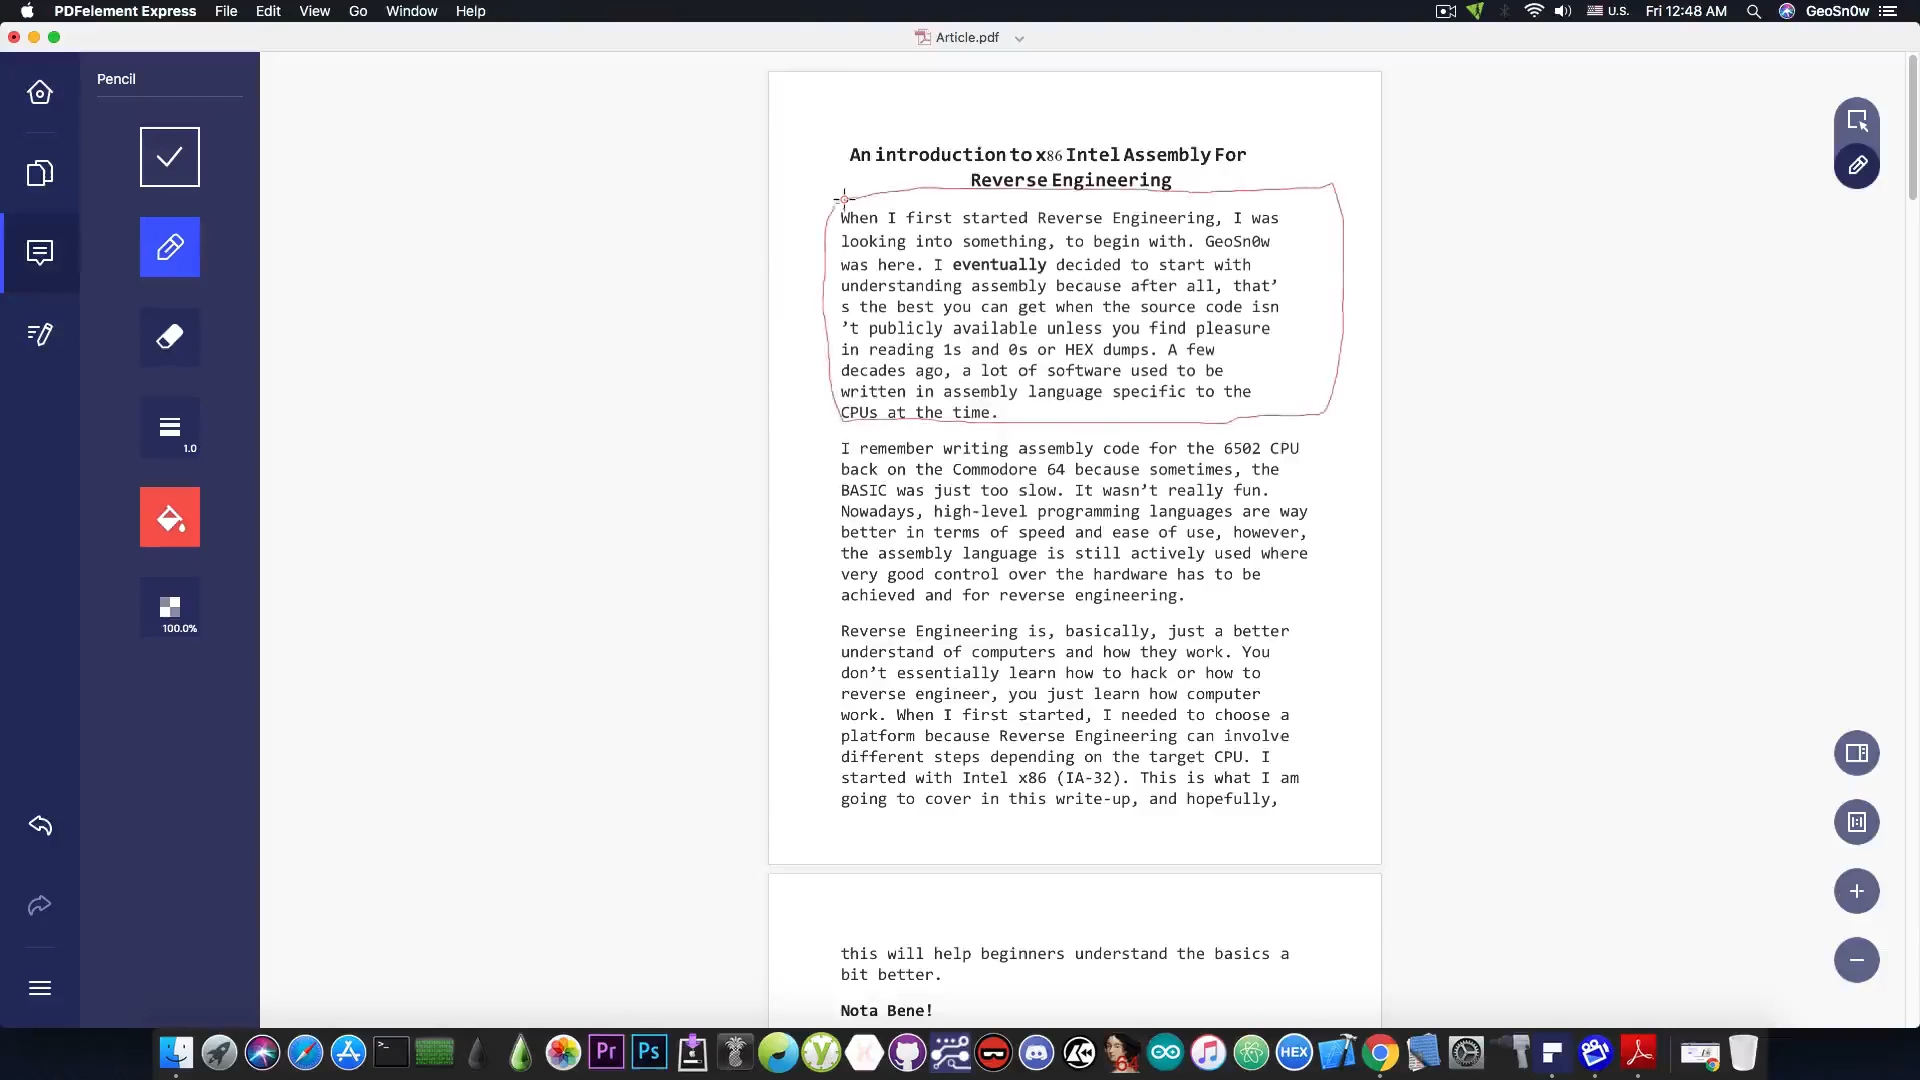 PDFelement Express File Edit View Go Window Help
U.S. Fri 12:48 AM GeoSn0w
Article.pdf
Pencil
1.0
100.0%
An introduction to x86 Intel Assembly For
Reverse Engineering
When I first started Reverse Engineering, I was
looking into something, to begin with. GeoSn0w
was here. I eventually decided to start with
understanding assembly because after all, that’
s the best you can get when the source code isn
’t publicly available unless you find pleasure
in reading 1s and 0s or HEX dumps. A few
decades ago, a lot of software used to be
written in assembly language specific to the
CPUs at the time.
I remember writing assembly code for the 6502 CPU
back on the Commodore 64 because sometimes, the
BASIC was just too slow. It wasn’t really fun.
Nowadays, high-level programming languages are way
better in terms of speed and ease of use, however,
the assembly language is still actively used where
very good control over the hardware has to be
achieved and for reverse engineering.
Reverse Engineering is, basically, just a better
understand of computers and how they work. You
don’t essentially learn how to hack or how to
reverse engineer, you just learn how computer
work. When I first started, I needed to choose a
platform because Reverse Engineering can involve
different steps depending on the target CPU. I
started with Intel x86 (IA-32). This is what I am
going to cover in this write-up, and hopefully,
this will help beginners understand the basics a
bit better.
Nota Bene!
Pr Ps 64 HEX